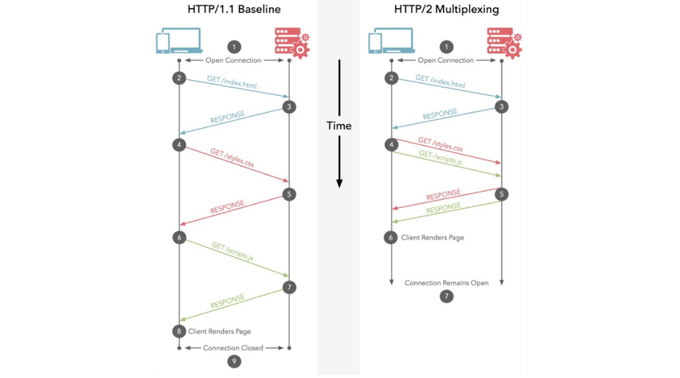 HTTP/1.1 Baseline
1
Open Connection
2
GET /index.html
3
RESPONSE
4
GET /styles.css
5
RESPONSE
6
GET /scripts.js
7
RESPONSE
8
Client Renders Page
Connection Closed
9
Time
HTTP/2 Multiplexing
1
Open Connection
2
GET /index.html
3
RESPONSE
4
GET /styles.css
GET /scripts.js
5
RESPONSE
RESPONSE
6
Client Renders Page
Connection Remains Open
7